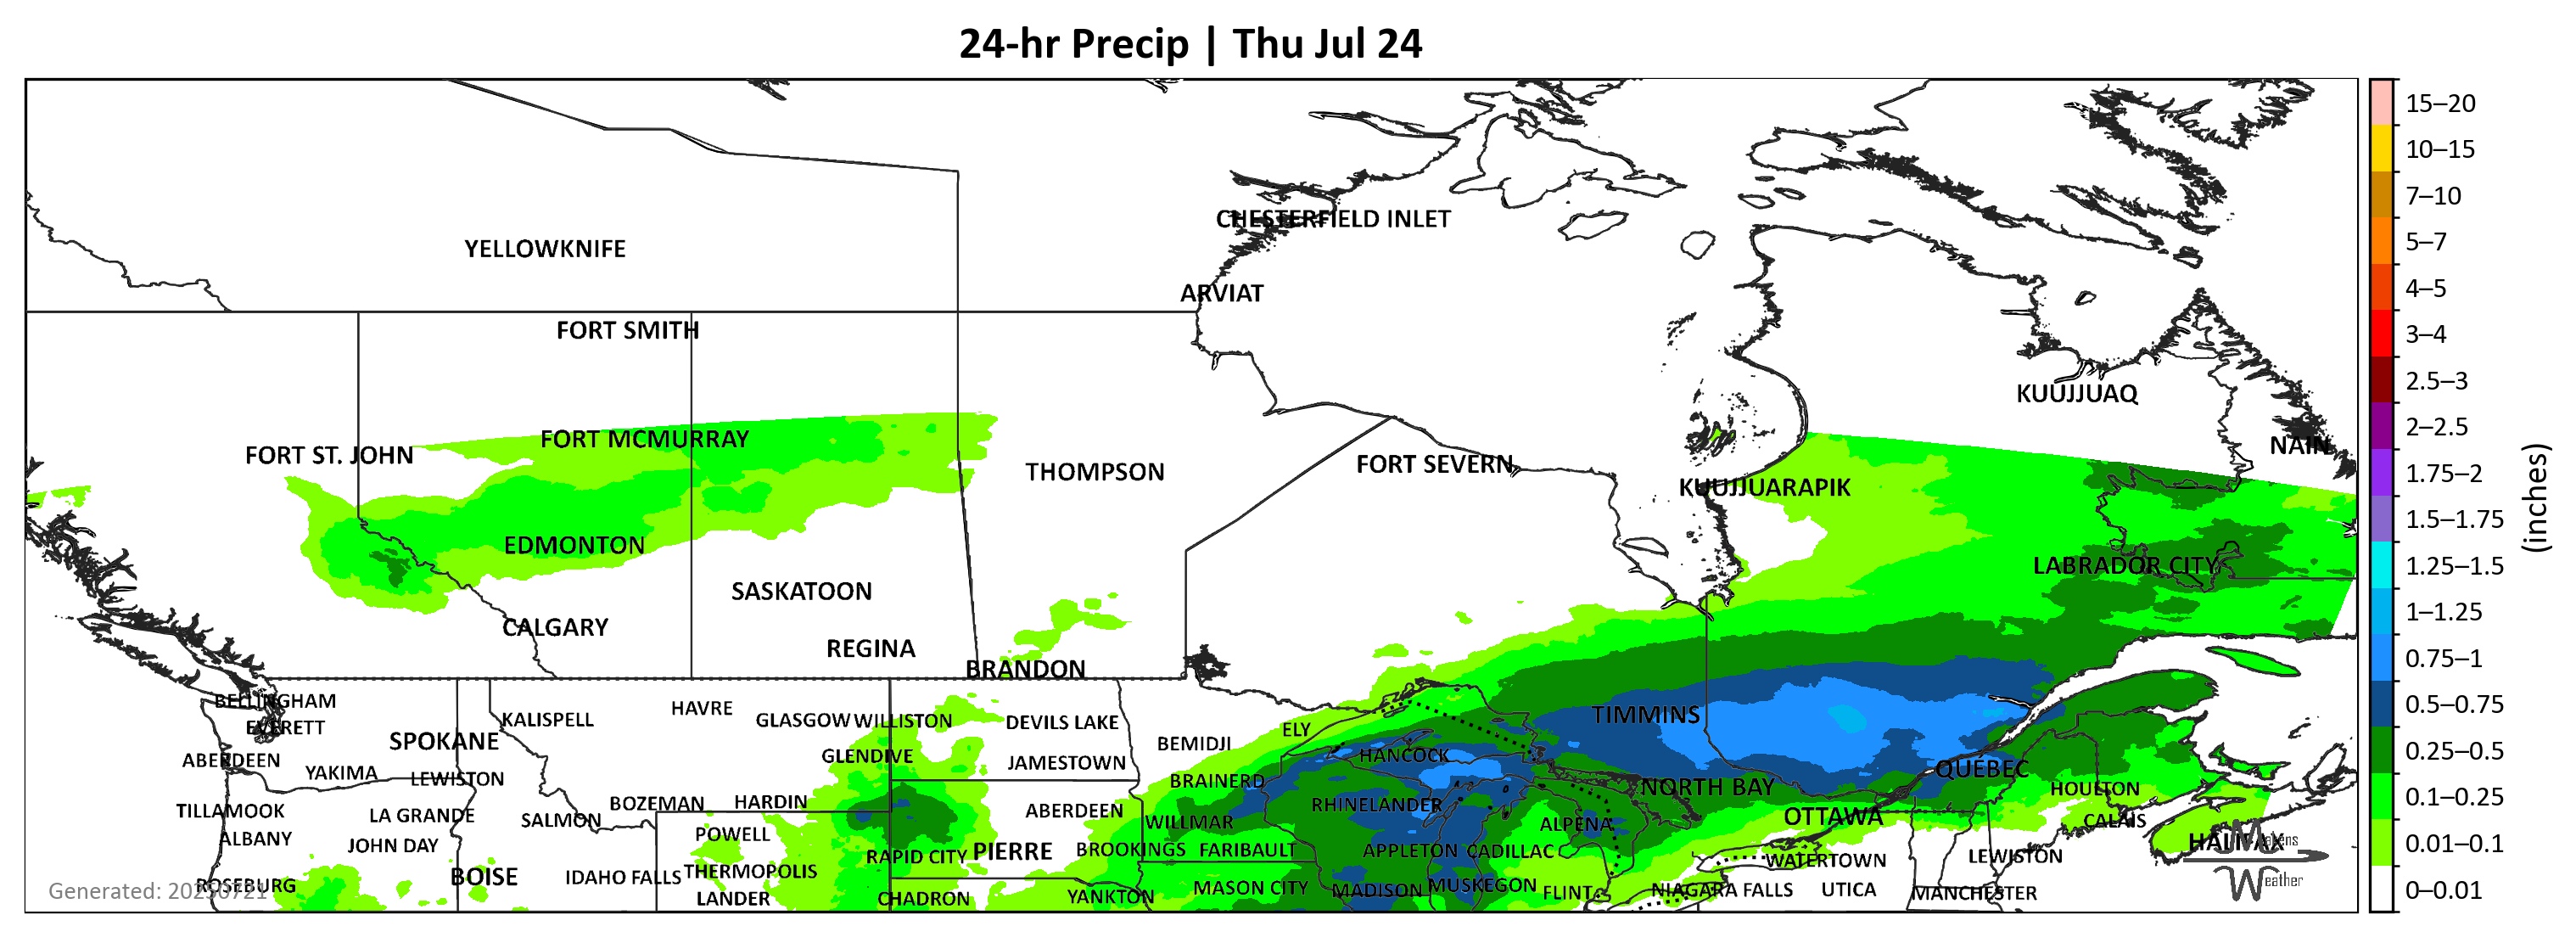 24-hr Precip | Thu Jul 24
CHESTERFIELD INLET
YELLOWKNIFE
ARVIAT
FORT SMITH
KUUJJUAQ
FORT ST. JOHN
FORT MCMURRAY
THOMPSON
FORT SEVERN
KUUJJUARAPIK
NAIN
EDMONTON
LABRADOR CITY
SASKATOON
CALGARY
REGINA
BRANDON
BELLINGHAM
EVERETT
SPOKANE
KALISPELL
HAVRE
GLASGOW
WILLISTON
DEVILS LAKE
BEMIDJI
ELY
TIMMINS
ABERDEEN
YAKIMA
LEWISTON
GLENDIVE
JAMESTOWN
BRAINERD
HANCOCK
NORTH BAY
QUÉBEC
HOULTON
TILLAMOOK
LA GRANDE
SALMON
BOZEMAN
HARDIN
ABERDEEN
WILLMAR
RHINELANDER
ALPENA
OTTAWA
CALAIS
ALBANY
JOHN DAY
POWELL
RAPID CITY
PIERRE
BROOKINGS
FARIBAULT
APPLETON
CADILLAC
WATERTOWN
LEWISTON
HALIFAX
ROSEBURG
BOISE
IDAHO FALLS
THERMOPOLIS
LANDER
CHADRON
YANKTON
MASON CITY
MADISON
MUSKEGON
FLINT
NIAGARA FALLS
UTICA
MANCHESTER
Generated: 20250721
Weather
15–20
10–15
7–10
5–7
4–5
3–4
2.5–3
2–2.5
1.75–2
1.5–1.75
1.25–1.5
1–1.25
0.75–1
0.5–0.75
0.25–0.5
0.1–0.25
0.01–0.1
0–0.01
(inches)